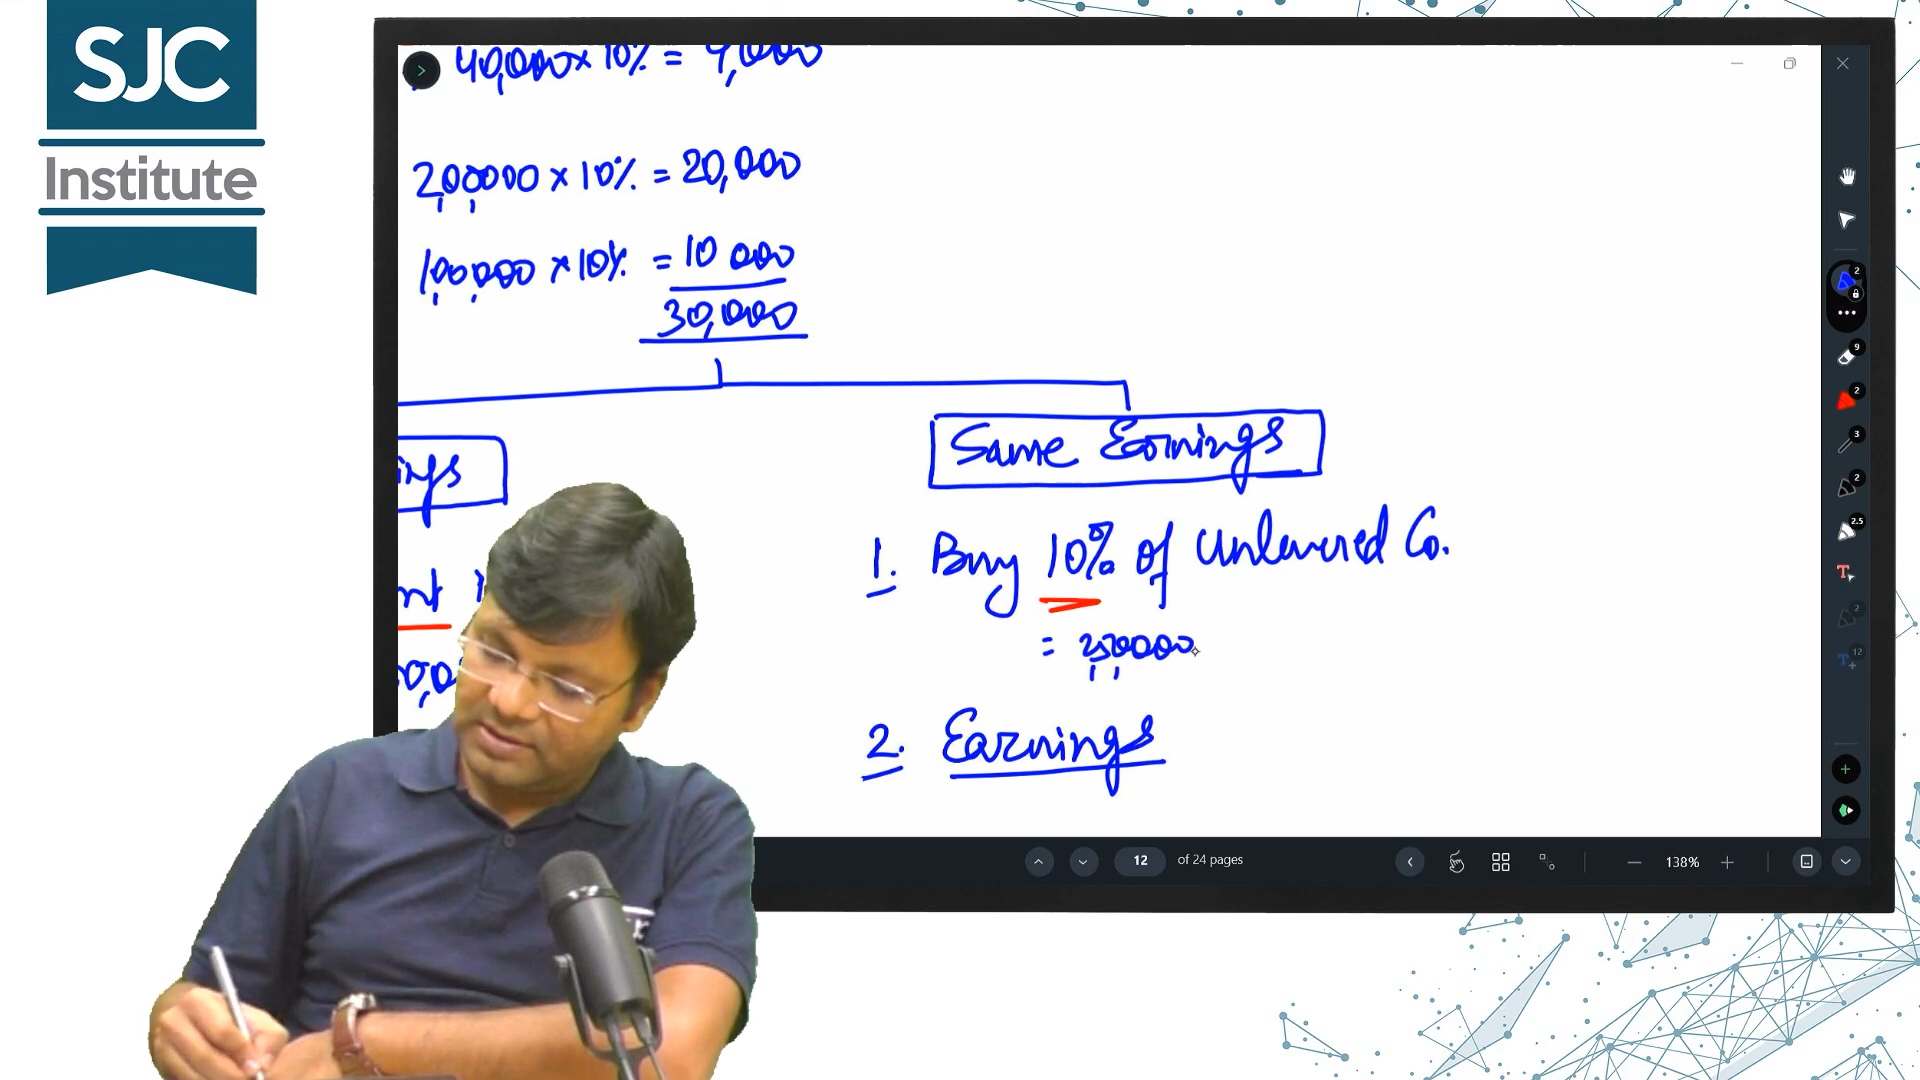 SJC
Institute
40,000 × 10% = 4,000
2,00,000 × 10% = 20,000
1,00,000 × 10% = 10 000
30,000
ings
Same Earnings
1. Buy 10% of Unlevered Co.
= 2,50,000
2. Earnings
12 of 24 pages
138%